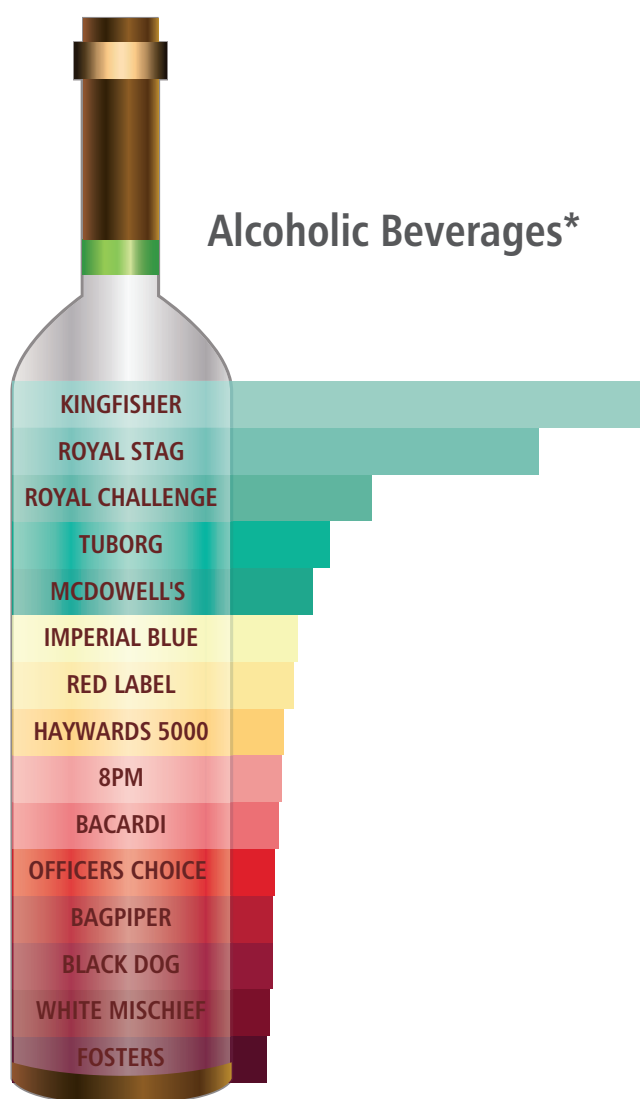 Alcoholic Beverages*
KINGFISHER
ROYAL STAG
ROYAL CHALLENGE
TUBORG
MCDOWELL'S
IMPERIAL BLUE
RED LABEL
HAYWARDS 5000
8PM
BACARDI
OFFICERS CHOICE
BAGPIPER
BLACK DOG
WHITE MISCHIEF
FOSTERS